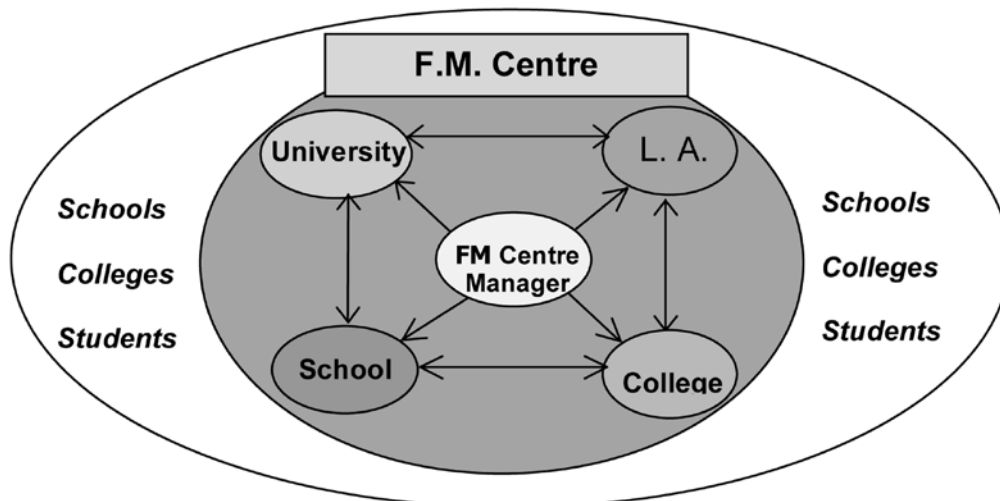 F.M. Centre
University
L. A.
Schools
Colleges
Students
FM Centre
Manager
Schools
Colleges
Students
School
College